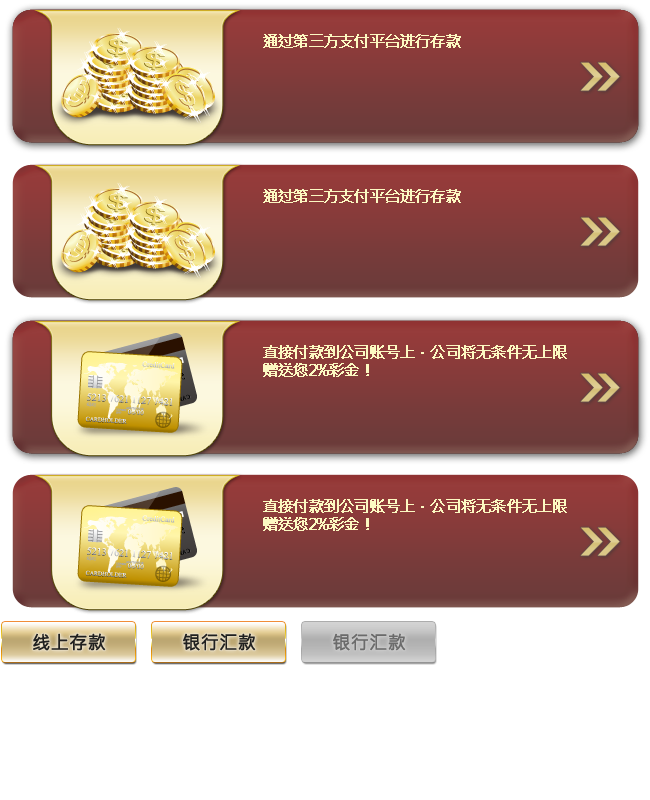 通过第三方支付平台进行存款
通过第三方支付平台进行存款
直接付款到公司账号上·公司将无条件无上限
赠送您2%彩金！
CARDHOLDER
直接付款到公司账号上·公司将无条件无上限
赠送您2%彩金！
CARDHOLDER
线上存款
银行汇款
银行汇款